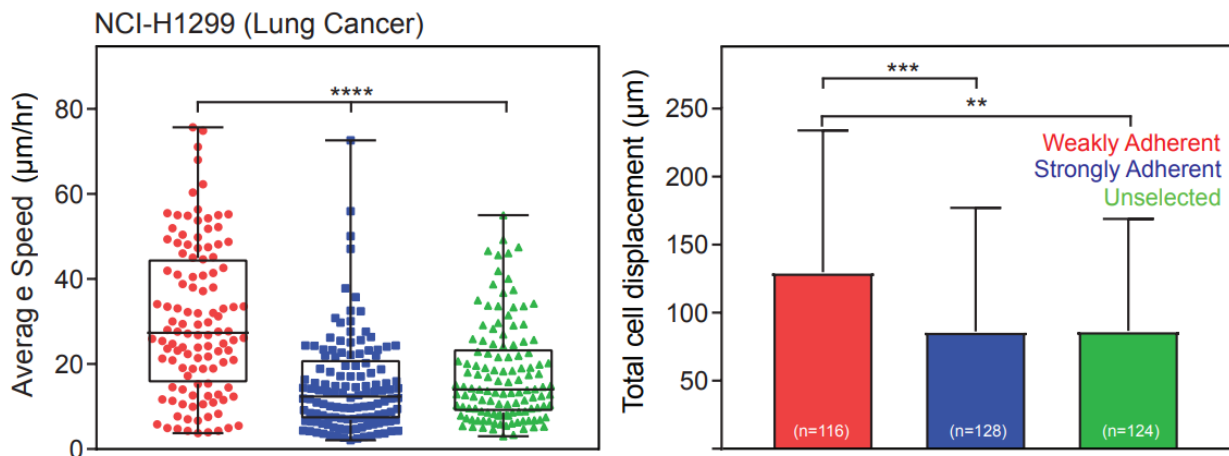 NCI-H1299 (Lung Cancer)
Averag e Speed (µm/hr)
80
60
40
20
0
****
Total cell displacement (µm)
250
200
150
100
50
***
**
Weakly Adherent
Strongly Adherent
Unselected
(n=116)
(n=128)
(n=124)